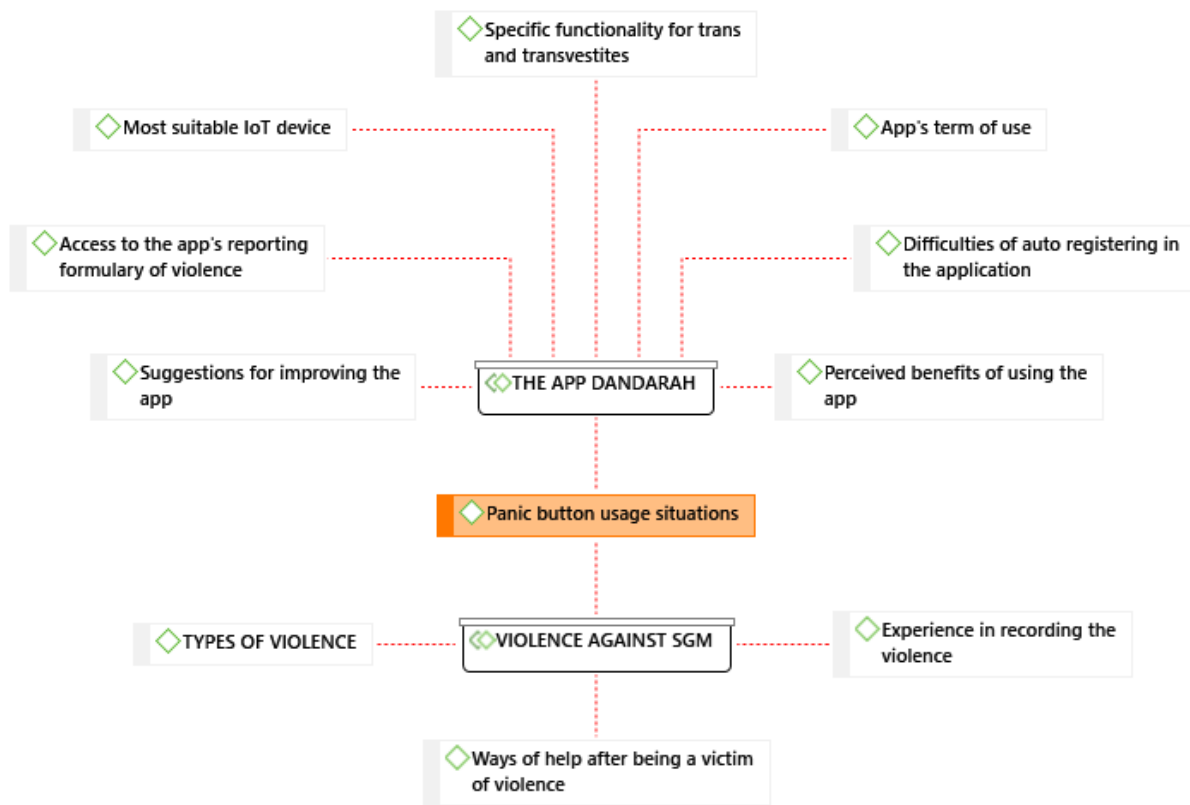 Specific functionality for trans
and transvestites
Most suitable IoT device
App's term of use
Access to the app's reporting
formulary of violence
Difficulties of auto registering in
the application
Suggestions for improving the
app
THE APP DANDARAH
Perceived benefits of using the
app
Panic button usage situations
TYPES OF VIOLENCE
VIOLENCE AGAINST SGM
Experience in recording the
violence
Ways of help after being a victim
of violence